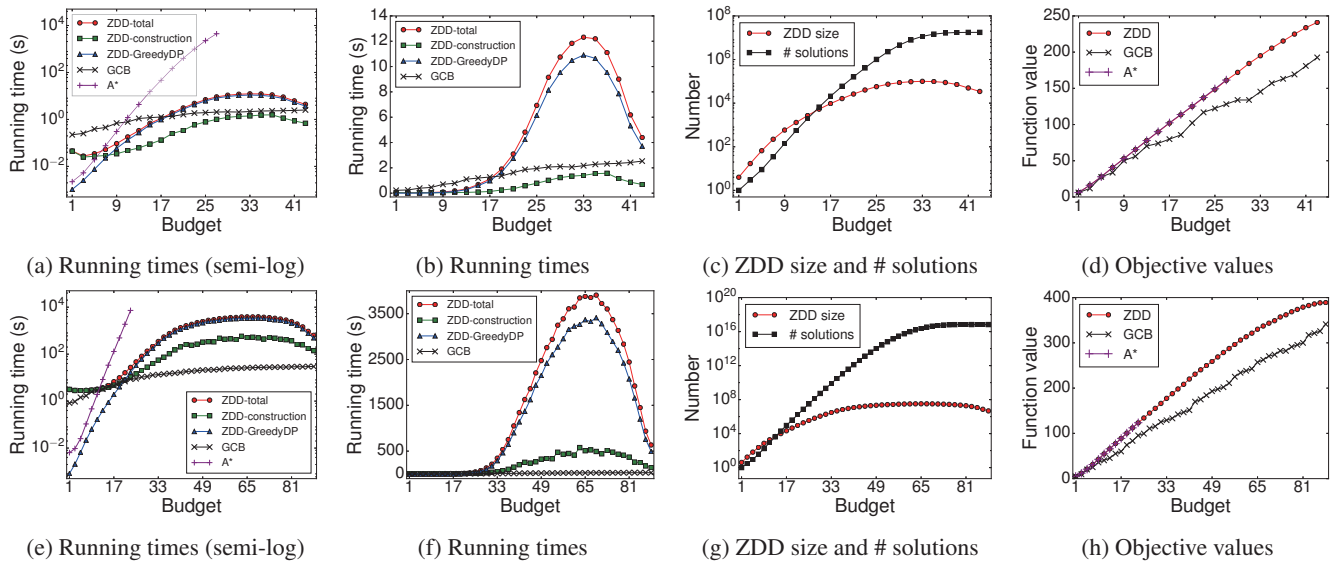 Running time (s)
10^4
10^2
10^0
10^-2
ZDD-total
ZDD-construction
ZDD-GreedyDP
GCB
A*
1 9 17 25 33 41
Budget
(a) Running times (semi-log)
Running time (s)
14
12
10
8
6
4
2
0
ZDD-total
ZDD-construction
ZDD-GreedyDP
GCB
1 9 17 25 33 41
Budget
(b) Running times
Number
10^8
10^6
10^4
10^2
10^0
ZDD size
# solutions
1 9 17 25 33 41
Budget
(c) ZDD size and # solutions
Function value
250
200
150
100
50
0
ZDD
GCB
A*
1 9 17 25 33 41
Budget
(d) Objective values
Running time (s)
10^4
10^2
10^0
10^-2
ZDD-total
ZDD-construction
ZDD-GreedyDP
GCB
A*
1 17 33 49 65 81
Budget
(e) Running times (semi-log)
Running time (s)
3500
2500
1500
500
0
ZDD-total
ZDD-construction
ZDD-GreedyDP
GCB
1 17 33 49 65 81
Budget
(f) Running times
Number
10^20
10^16
10^12
10^8
10^4
10^0
ZDD size
# solutions
1 17 33 49 65 81
Budget
(g) ZDD size and # solutions
Function value
400
300
200
100
0
ZDD
GCB
A*
1 17 33 49 65 81
Budget
(h) Objective values